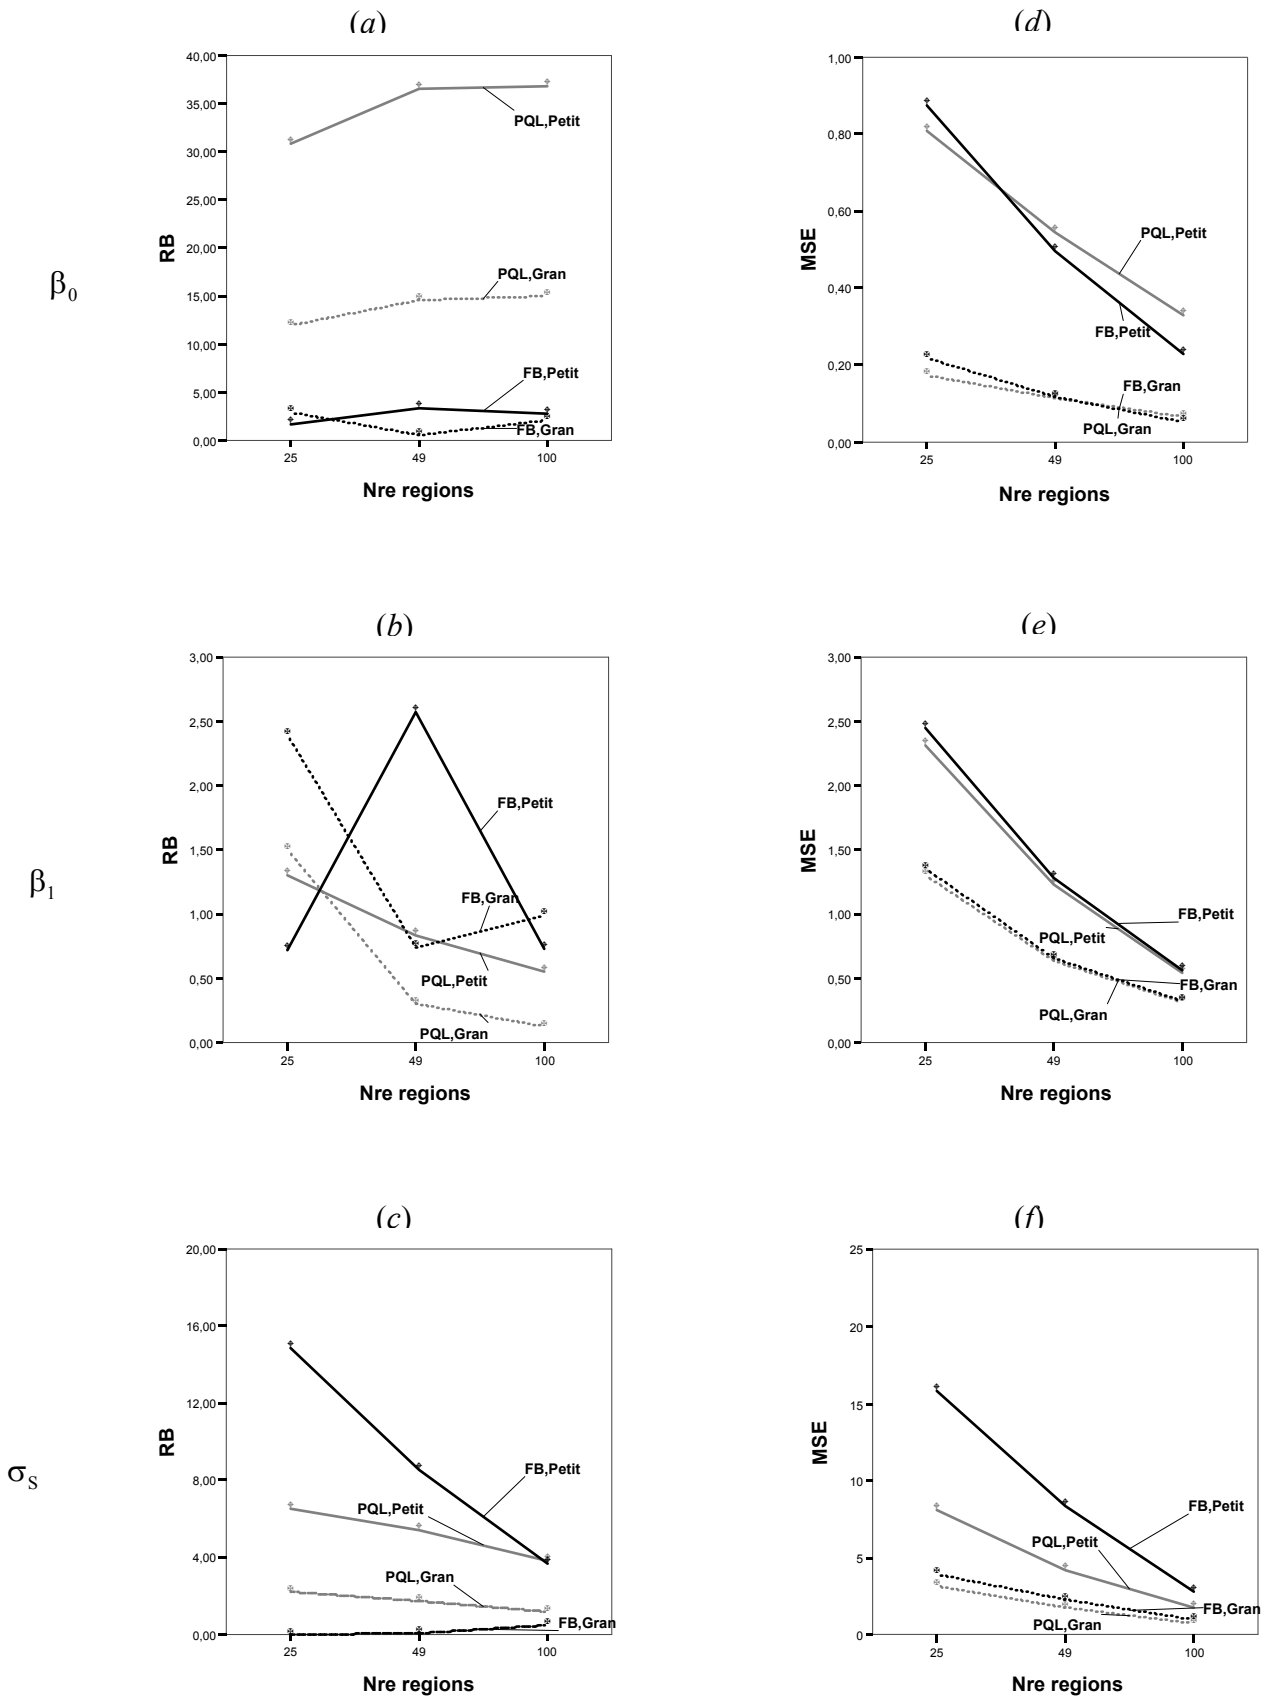 (a)
40,00
35,00
30,00
25,00
20,00
15,00
10,00
5,00
0,00
RB
PQL,Petit
PQL,Gran
FB,Petit
FB,Gran
25 49 100
Nre regions
(d)
1,00
0,80
0,60
0,40
0,20
0,00
MSE
PQL,Petit
FB,Petit
FB,Gran
PQL,Gran
25 49 100
Nre regions
β0
(b)
3,00
2,50
2,00
1,50
1,00
0,50
0,00
RB
FB,Petit
FB,Gran
PQL,Petit
PQL,Gran
25 49 100
Nre regions
(e)
3,00
2,50
2,00
1,50
1,00
0,50
0,00
MSE
FB,Petit
PQL,Petit
FB,Gran
PQL,Gran
25 49 100
Nre regions
β1
(c)
20,00
16,00
12,00
8,00
4,00
0,00
RB
FB,Petit
PQL,Petit
PQL,Gran
FB,Gran
25 49 100
Nre regions
(f)
25
20
15
10
5
0
MSE
FB,Petit
PQL,Petit
FB,Gran
PQL,Gran
25 49 100
Nre regions
σS